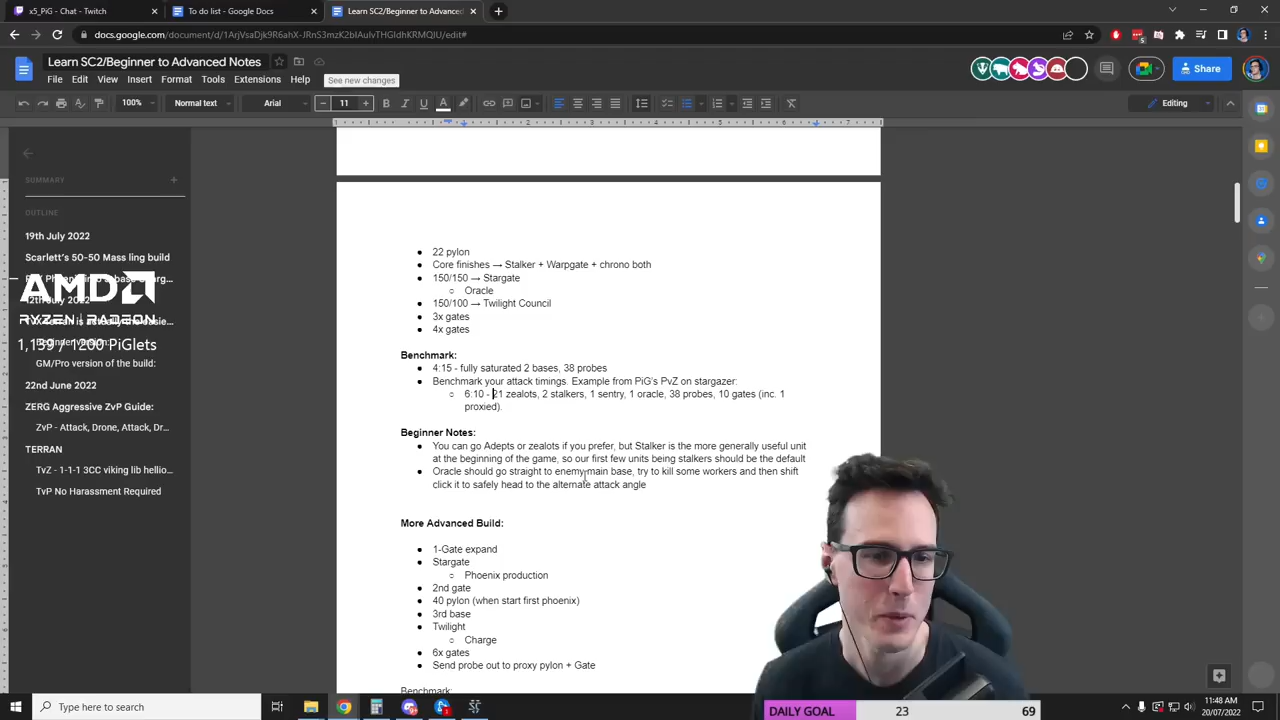 x5_PiG - Chat - Twitch
To do list - Google Docs
Learn SC2/Beginner to Advanced
docs.google.com/document/d/1ArjVsaDjk9R6ahX-JRnS3mzK2bIAulvTHGIdhKRMQIU/edit#
Learn SC2/Beginner to Advanced Notes
File Edit View Insert Format Tools Extensions Help
See new changes
Share
100% Normal text Arial 11 Editing
SUMMARY
OUTLINE
19th July 2022
Scarlett's 50-50 Mass ling build
AMD
RYZEN | RADEON
1,139 / 1200 PiGlets
GM/Pro version of the build:
22nd June 2022
ZERG Aggressive ZvP Guide:
ZvP - Attack, Drone, Attack, Dr...
TERRAN
TvZ - 1-1-1 3CC viking lib hellio...
TvP No Harassment Required
22 pylon
Core finishes → Stalker + Warpgate + chrono both
150/150 → Stargate
Oracle
150/100 → Twilight Council
3x gates
4x gates
Benchmark:
4:15 - fully saturated 2 bases, 38 probes
Benchmark your attack timings. Example from PiG's PvZ on stargazer:
6:10 - 21 zealots, 2 stalkers, 1 sentry, 1 oracle, 38 probes, 10 gates (inc. 1
proxied).
Beginner Notes:
You can go Adepts or zealots if you prefer, but Stalker is the more generally useful unit
at the beginning of the game, so our first few units being stalkers should be the default
Oracle should go straight to enemy main base, try to kill some workers and then shift
click it to safely head to the alternate attack angle
More Advanced Build:
1-Gate expand
Stargate
Phoenix production
2nd gate
40 pylon (when start first phoenix)
3rd base
Twilight
Charge
6x gates
Send probe out to proxy pylon + Gate
Benchmark:
Type here to search
11:48 AM
20/07/2022
DAILY GOAL 23 69